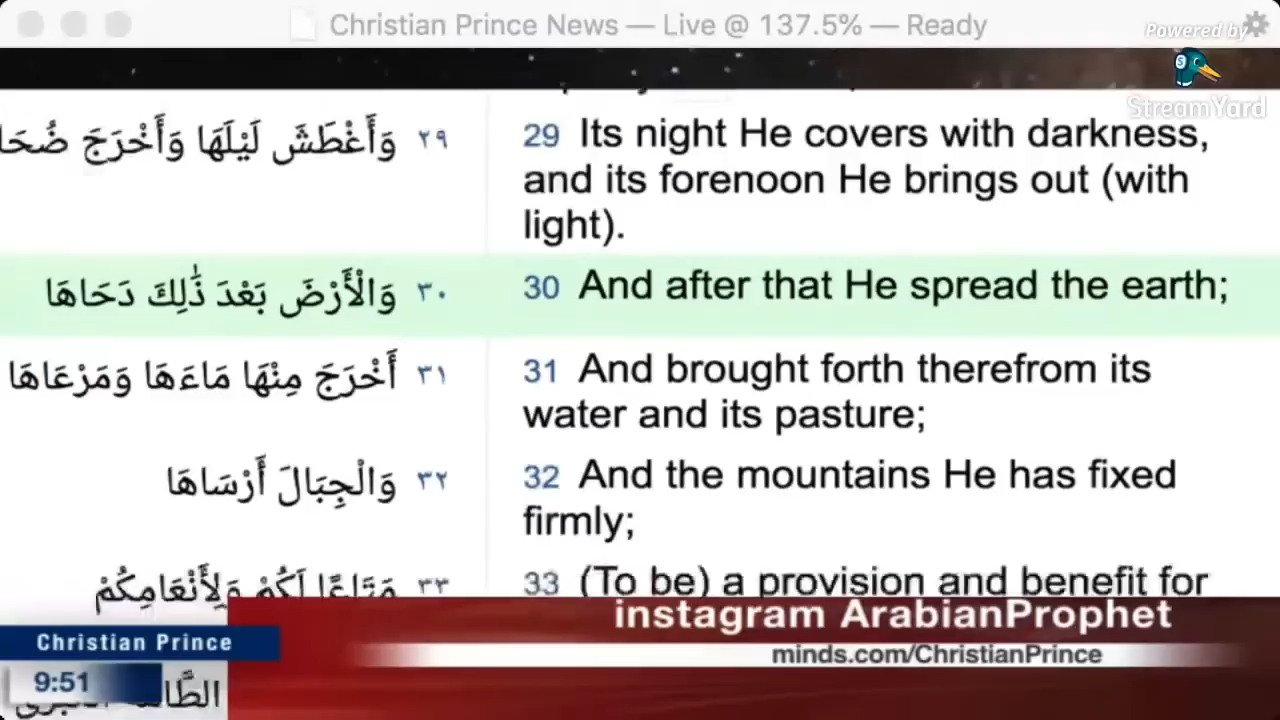 Christian Prince News — Live @ 137.5% — Ready
Powered by
StreamYard
٢٩ وَأَغْطَشَ لَيْلَهَا وَأَخْرَجَ ضُحَا
29 Its night He covers with darkness,
and its forenoon He brings out (with
light).
٣٠ وَالْأَرْضَ بَعْدَ ذَٰلِكَ دَحَاهَا
30 And after that He spread the earth;
٣١ أَخْرَجَ مِنْهَا مَاءَهَا وَمَرْعَاهَا
31 And brought forth therefrom its
water and its pasture;
٣٢ وَالْجِبَالَ أَرْسَاهَا
32 And the mountains He has fixed
firmly;
٣٣ مَتَاعًا لَكُمْ وَلِأَنْعَامِكُمْ
33 (To be) a provision and benefit for
instagram ArabianProphet
Christian Prince
minds.com/ChristianPrince
9:51